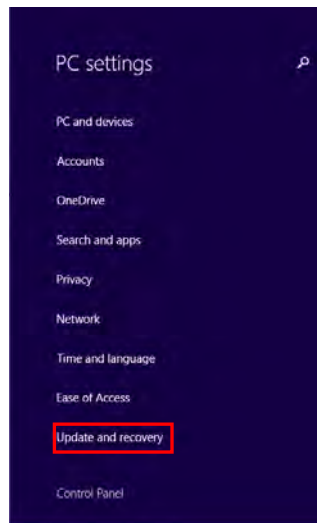 PC settings
PC and devices
Accounts
OneDrive
Search and apps
Privacy
Network
Time and language
Ease of Access
Update and recovery
Control Panel